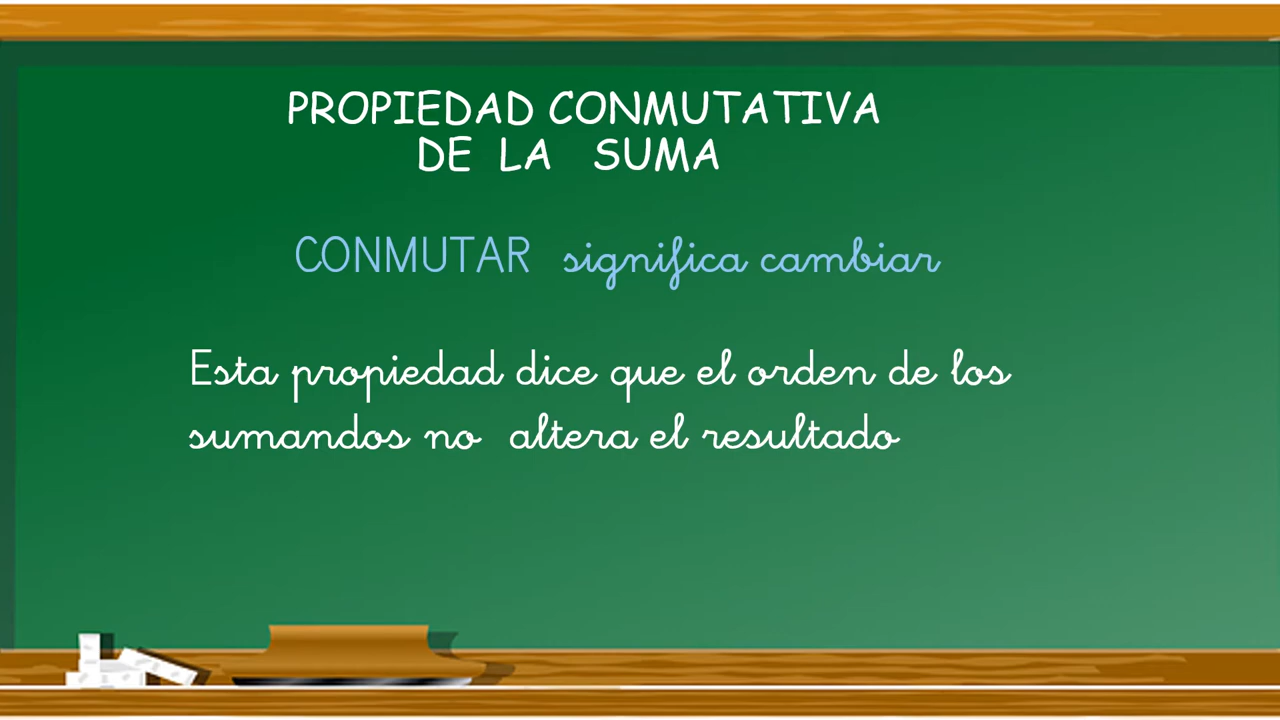 PROPIEDAD CONMUTATIVA
DE LA SUMA
CONMUTAR significa cambiar
Esta propiedad dice que el orden de los
sumandos no altera el resultado